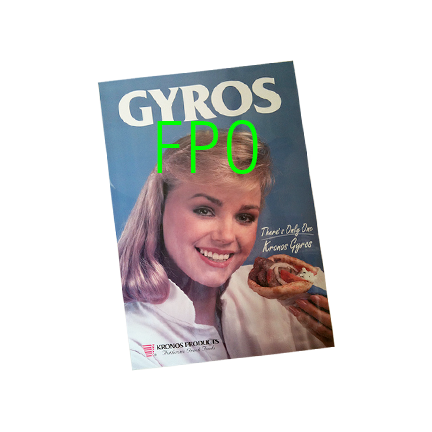 GYROS
FPO
There's Only One
Kronos Gyros
KRONOS PRODUCTS